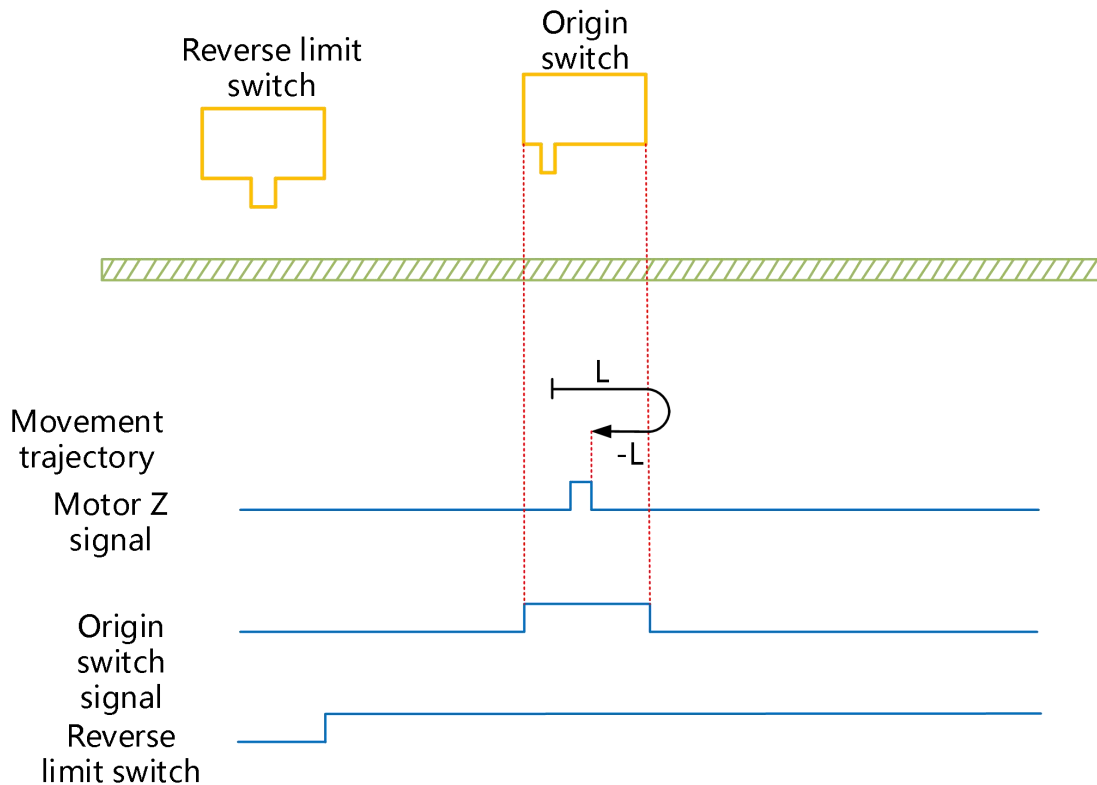 Reverse limit
switch
Origin
switch
L
-L
Movement
trajectory
Motor Z
signal
Origin
switch
signal
Reverse
limit switch